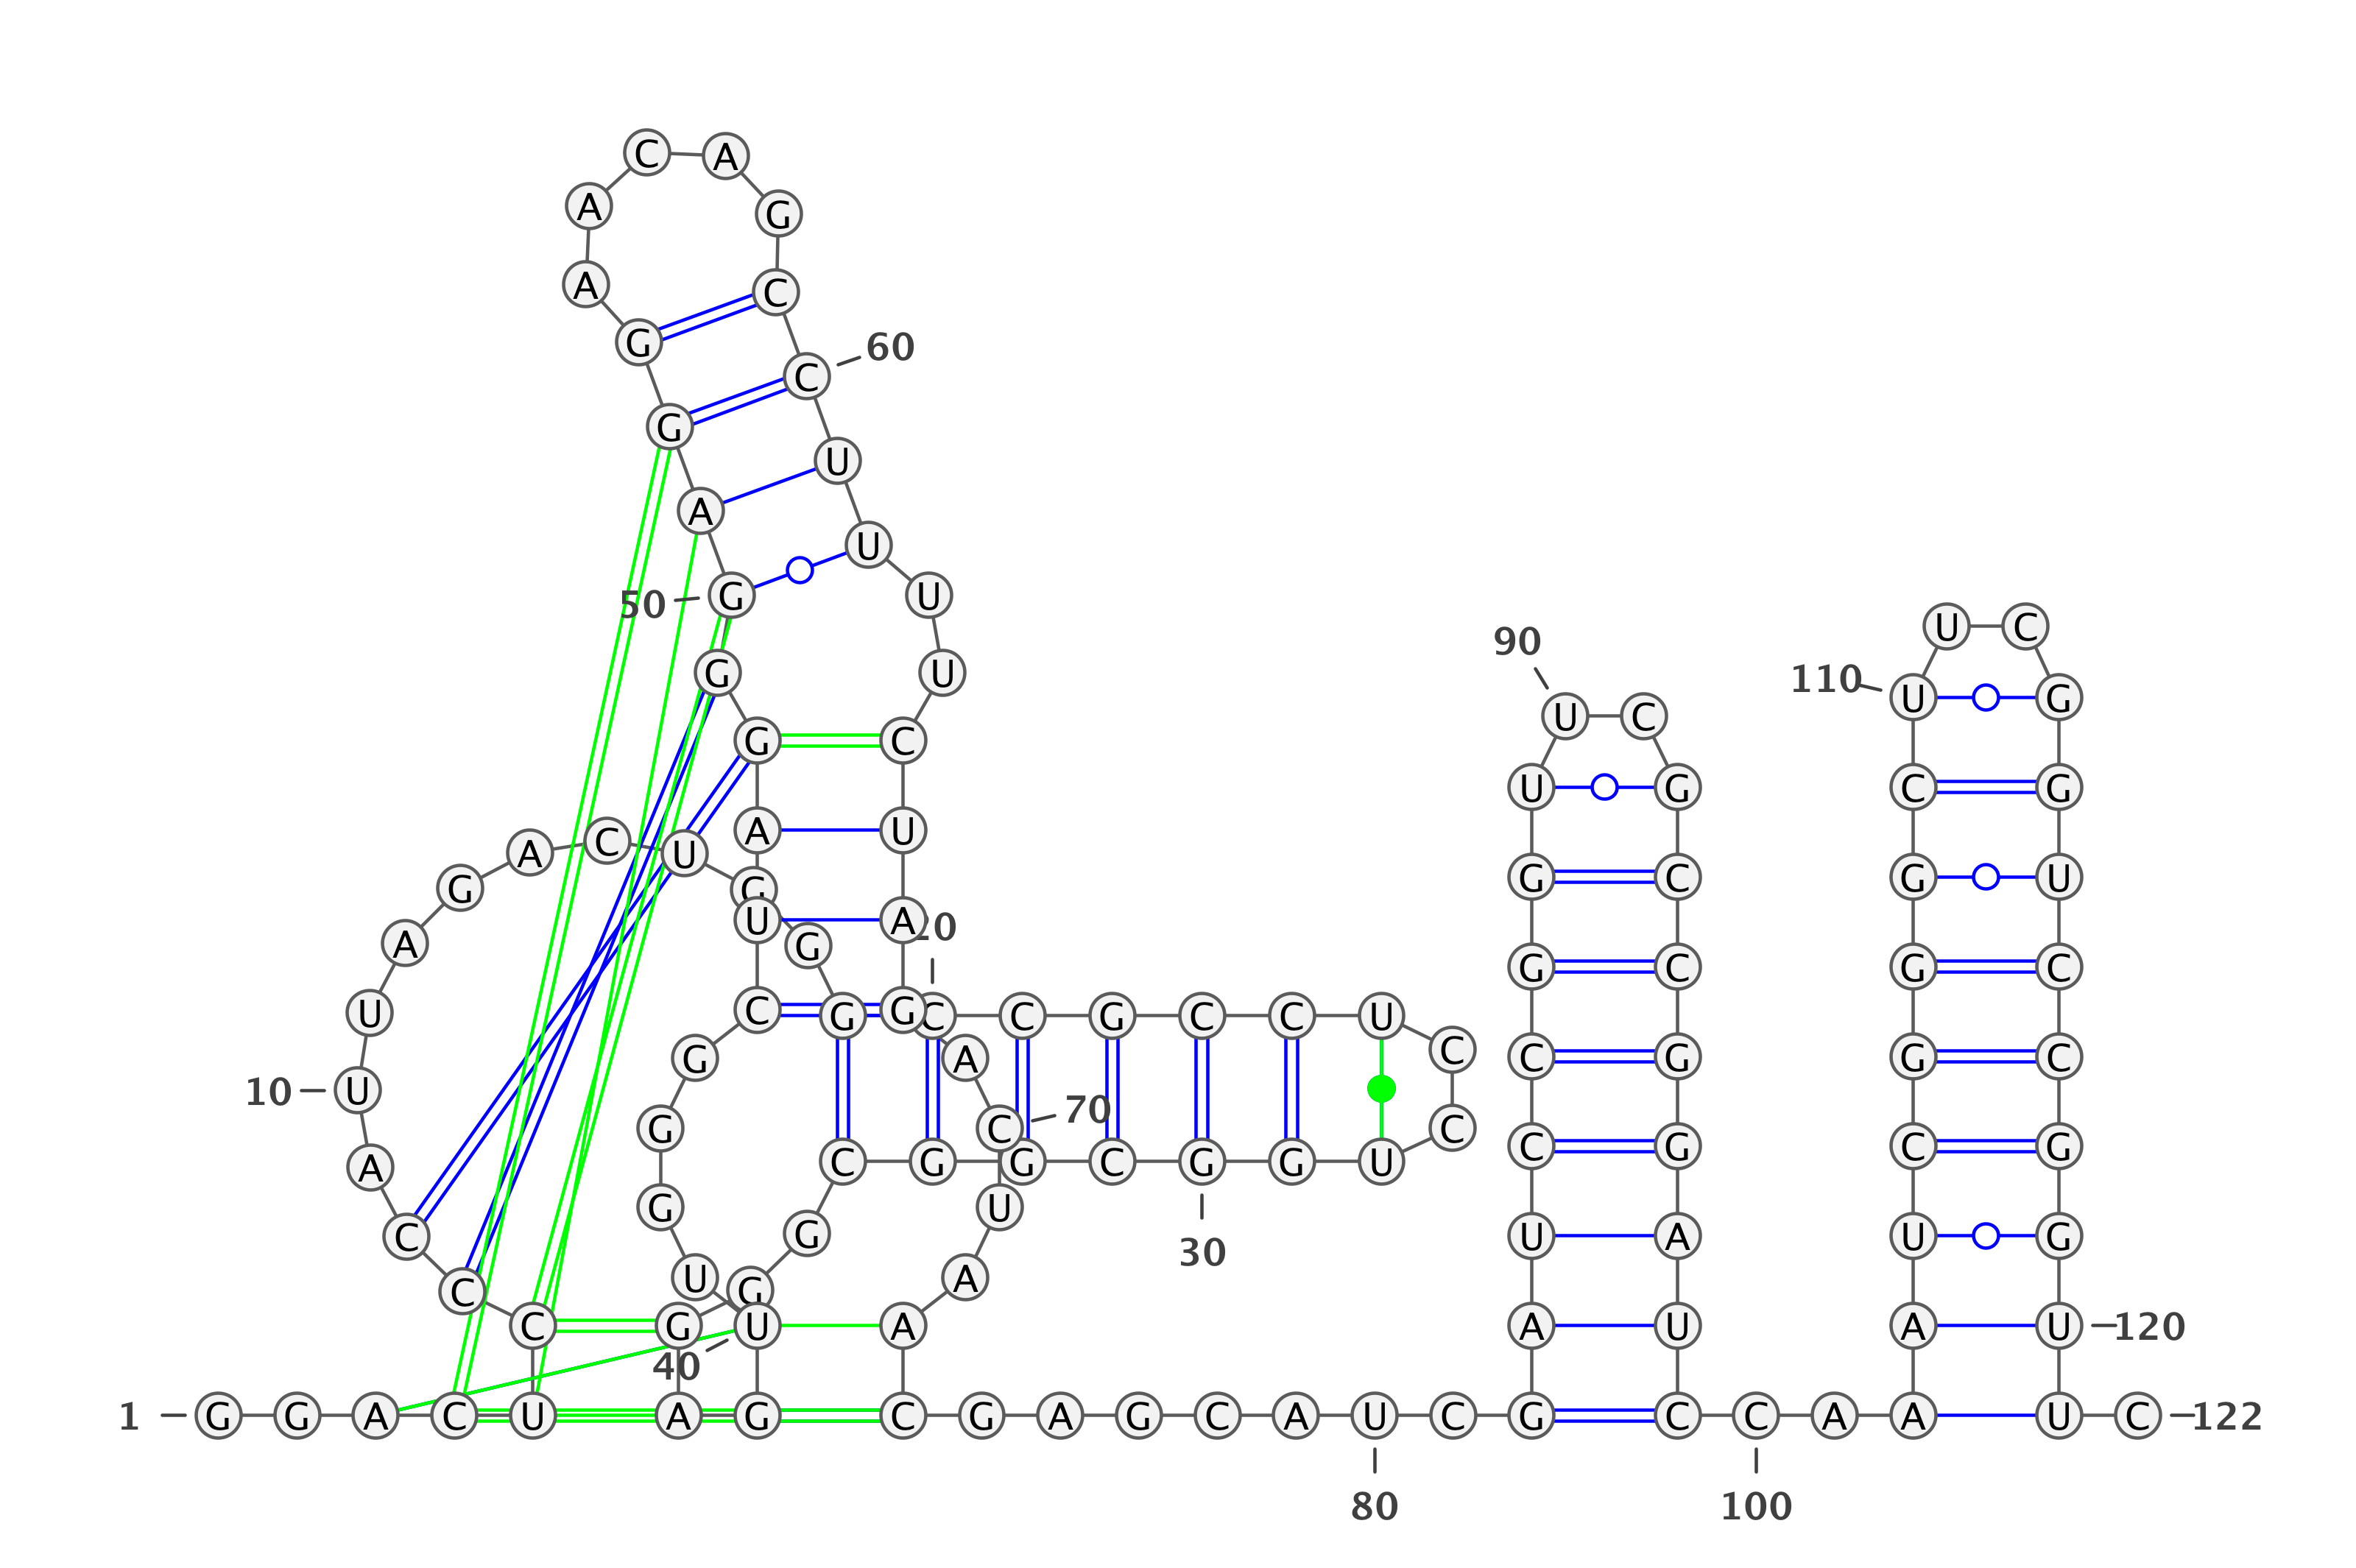 C A
A G
A C
G 60
C
G
U
A
U
50 G U
U C
90
G U
110 U G
U C
G C
U G C G
A C U A U
G C G U
G G
U A 20
A G
G C G C
U C G G C C G C C U
G A C C G G C
10 U
G C 70 C
C G C G
A C G G C G G U
G U
C G U A U G
30
C U G A
C G U A A U A U 120
40
1 G G A C U A G C G A G C A U C G C C A A U C 122
80 100